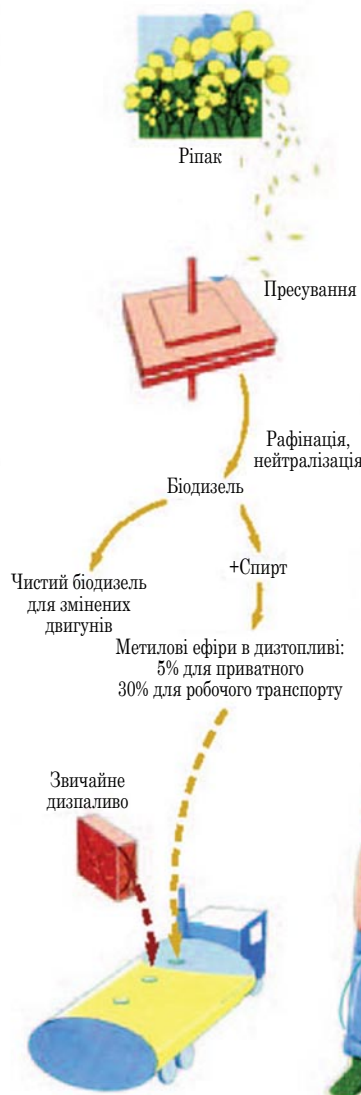 Ріпак
Пресування
Рафінація,
нейтралізація
Біодизель
Чистий біодизель
для змінених
двигунів
+Спирт
Метилові ефіри в дизтопливі:
5% для приватного
30% для робочого транспорту
Звичайне
дизпаливо